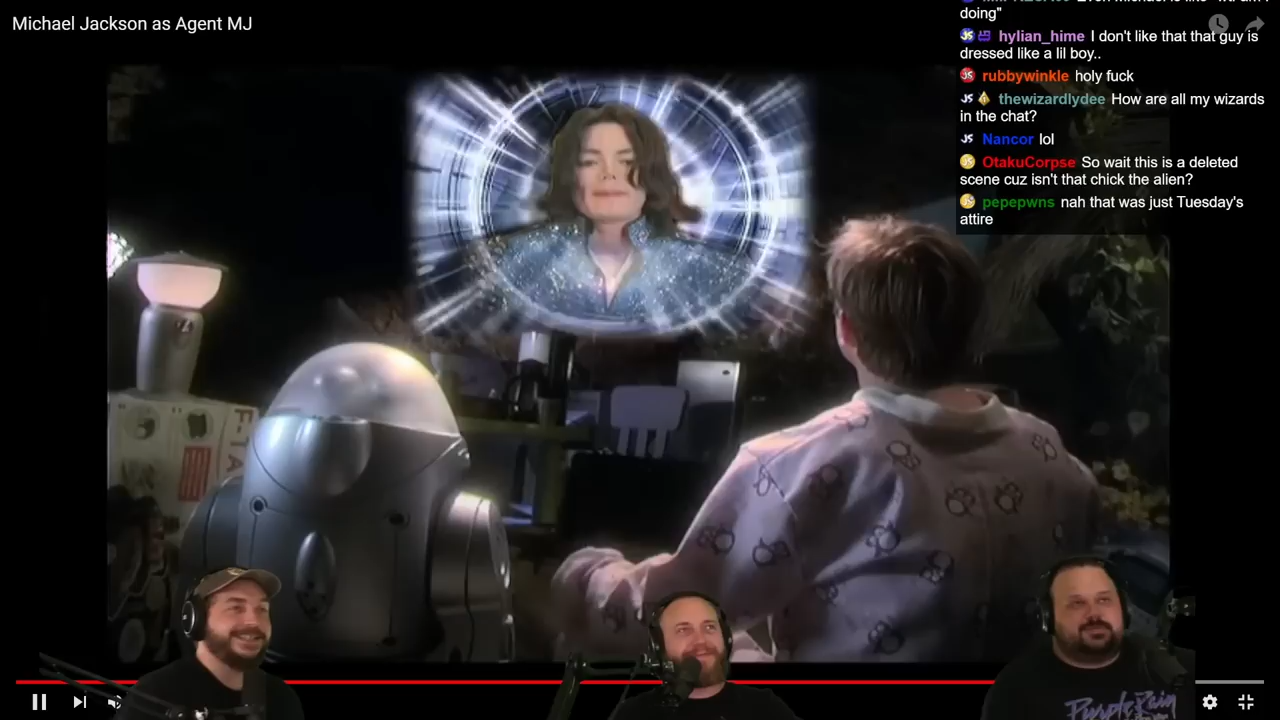 Michael Jackson as Agent MJ
doing"
hylian_hime I don't like that that guy is
dressed like a lil boy..
rubbywinkle holy fuck
thewizardlydee How are all my wizards
in the chat?
Nancor lol
OtakuCorpse So wait this is a deleted
scene cuz isn't that chick the alien?
pepepwns nah that was just Tuesday's
attire
Purple Rain